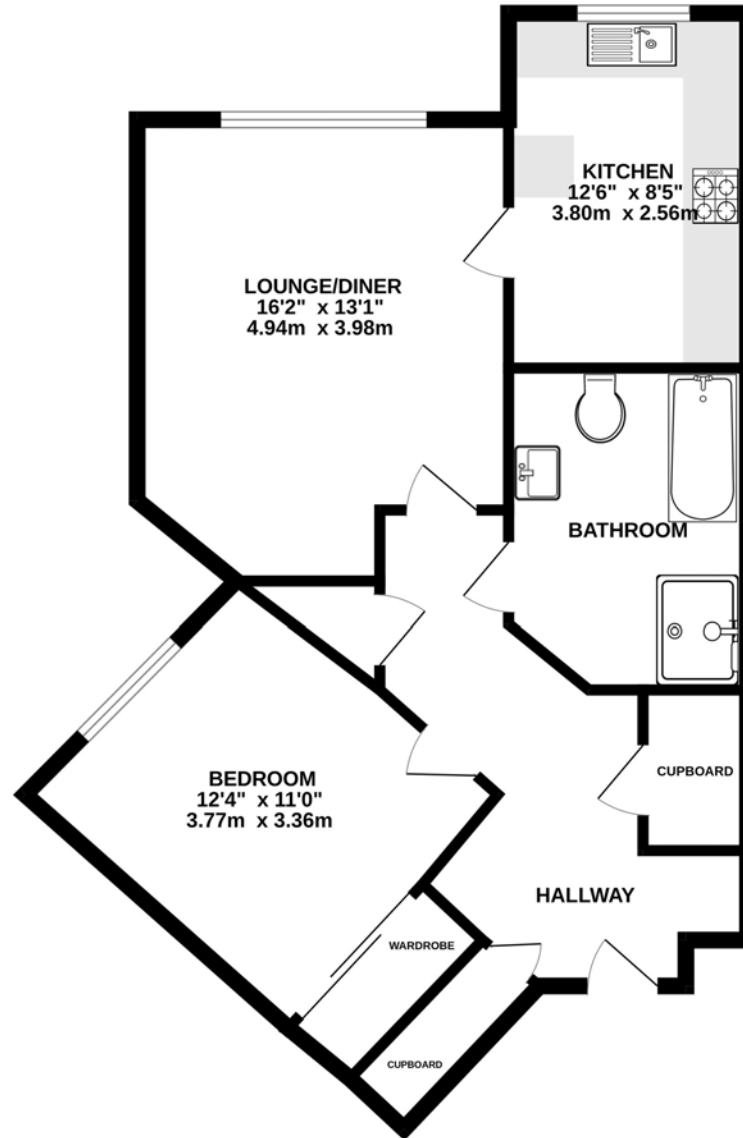 KITCHEN
12'6" x 8'5"
3.80m x 2.56m
LOUNGE/DINER
16'2" x 13'1"
4.94m x 3.98m
BATHROOM
BEDROOM
12'4" x 11'0"
3.77m x 3.36m
CUPBOARD
HALLWAY
WARDROBE
CUPBOARD